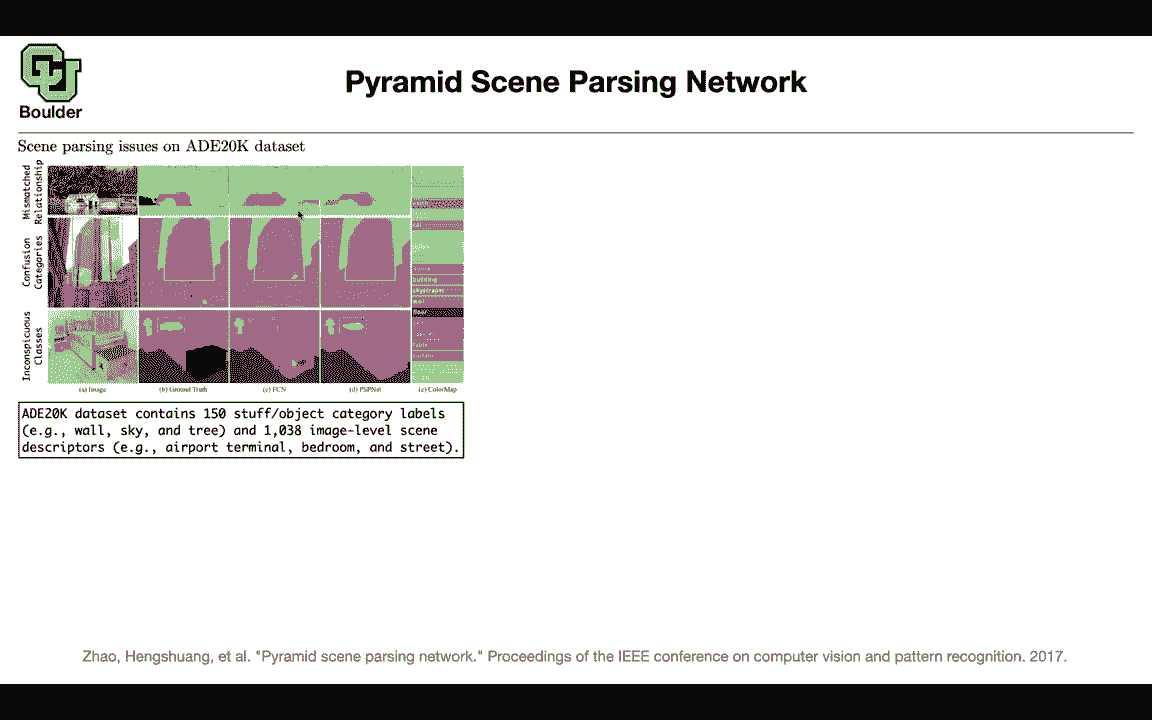 Boulder
Pyramid Scene Parsing Network
Scene parsing issues on ADE20K dataset
Mismatched
Relationship
Confusion
Categories
Inconspicuous
Classes
building
skyscraper
wall
(a) Image (b) Ground Truth (c) FCN (d) PSPNet (e) ColorMap
ADE20K dataset contains 150 stuff/object category labels
(e.g., wall, sky, and tree) and 1,038 image-level scene
descriptors (e.g., airport terminal, bedroom, and street).
Zhao, Hengshuang, et al. "Pyramid scene parsing network." Proceedings of the IEEE conference on computer vision and pattern recognition. 2017.